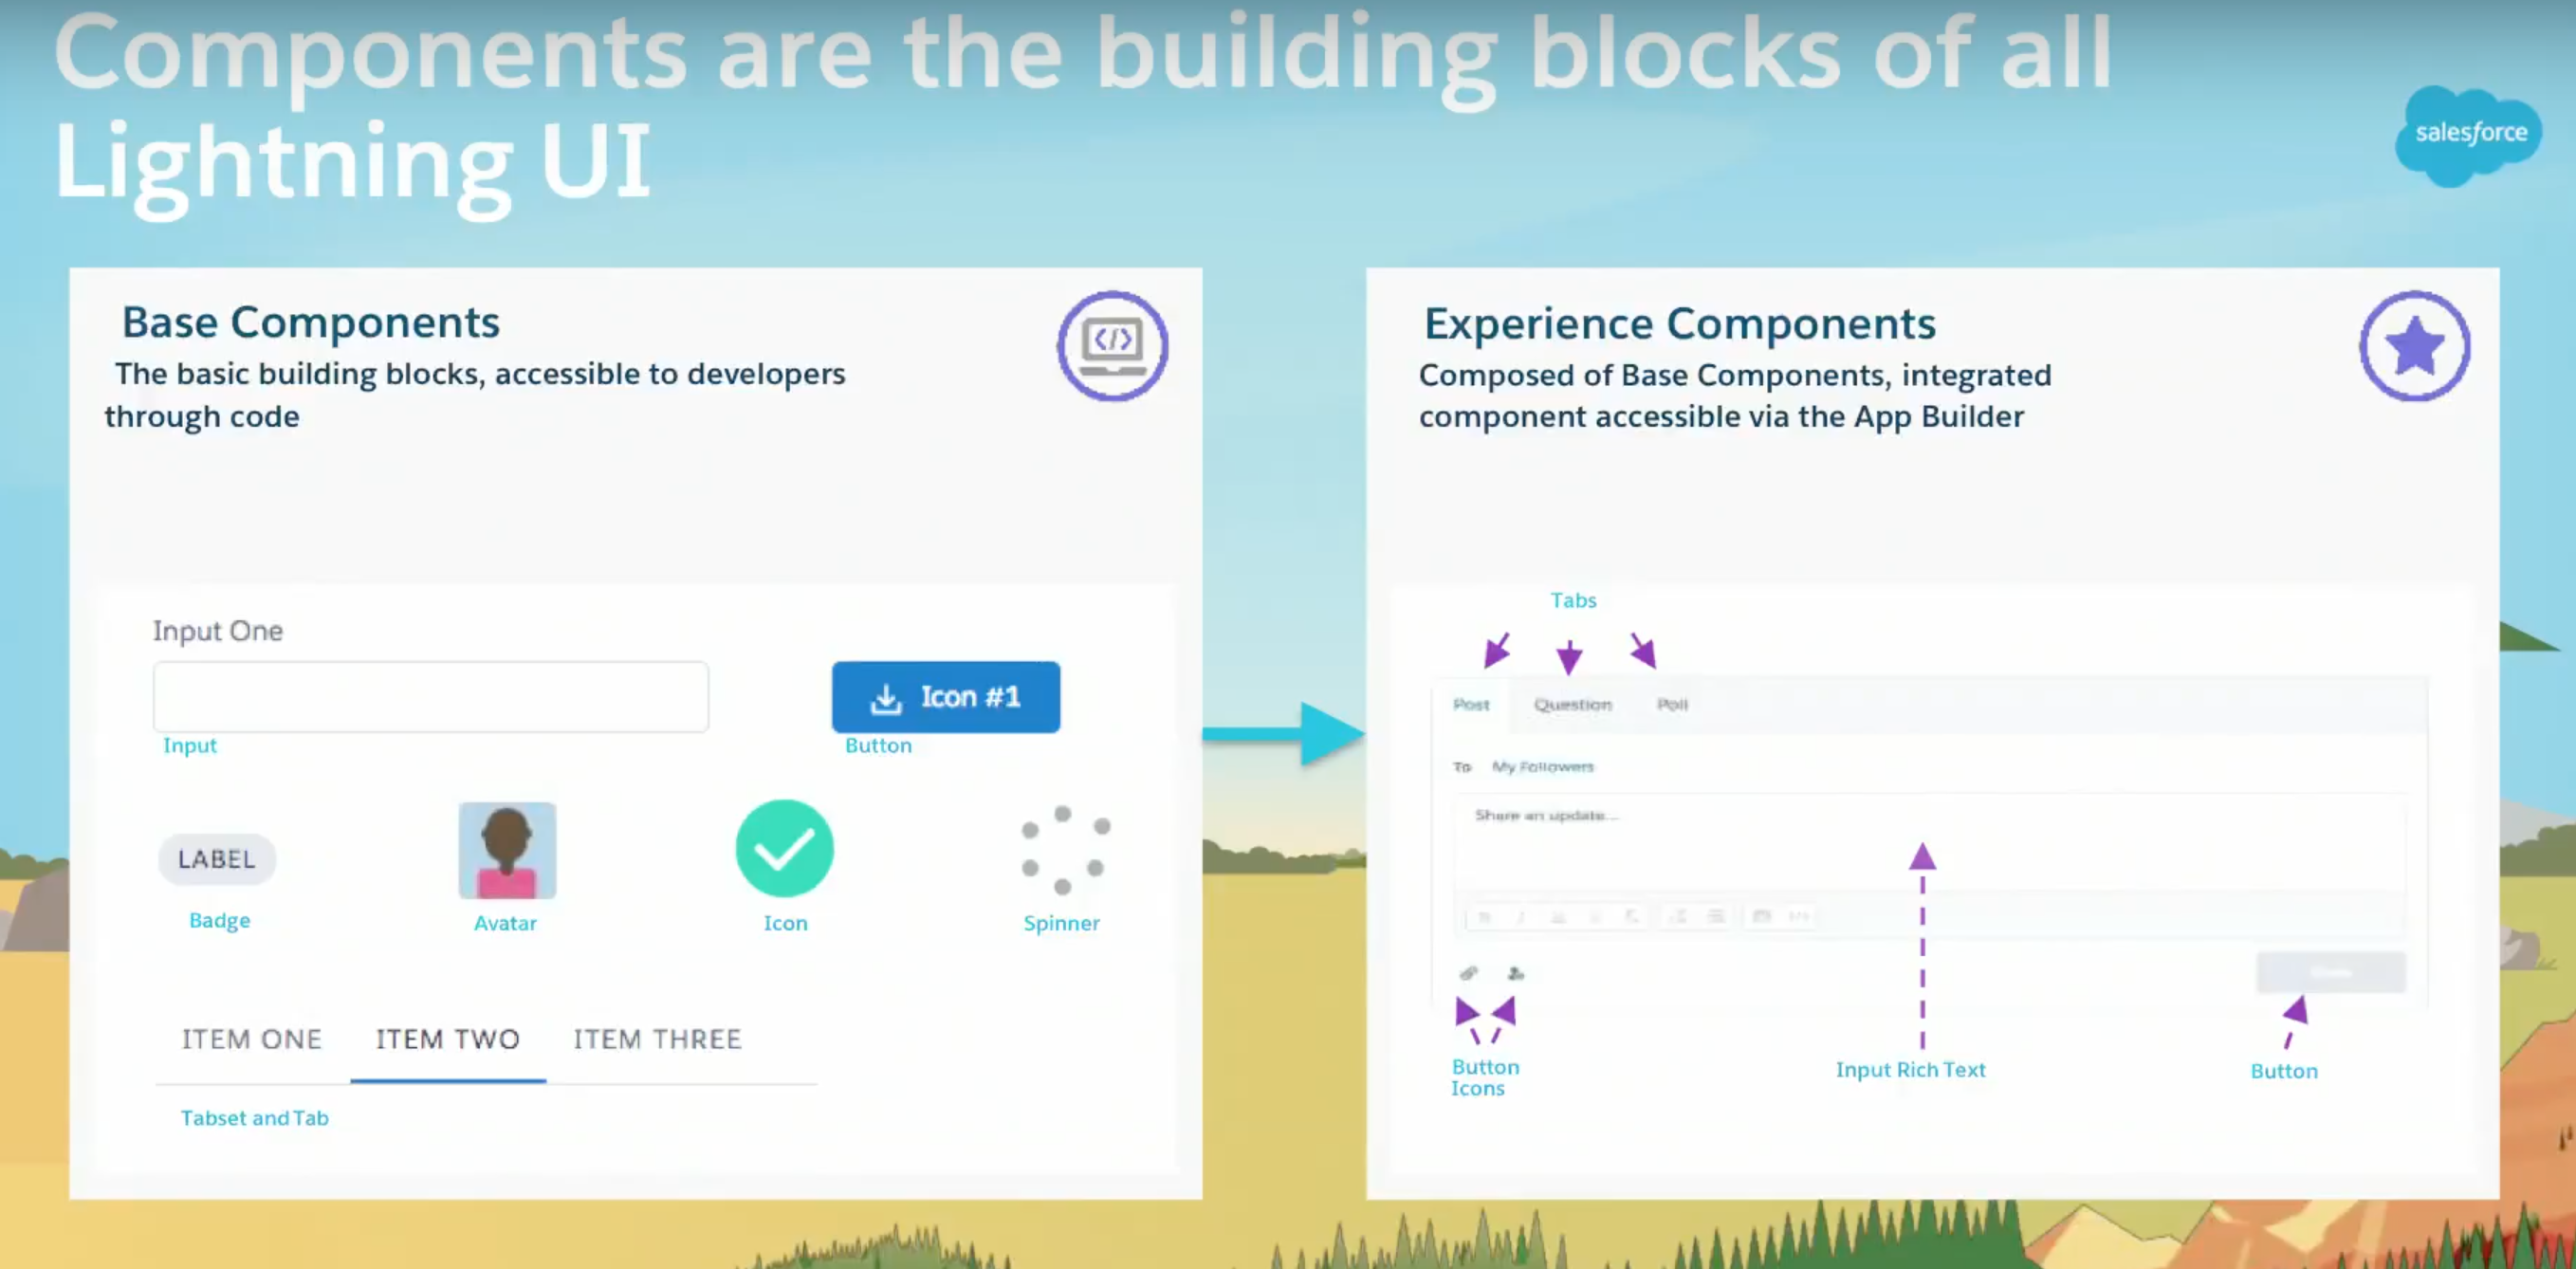 Components are the building blocks of all
Lightning UI
salesforce
Base Components
The basic building blocks, accessible to developers
through code
Input One
Icon #1
Input
Button
LABEL
Badge
Avatar
Icon
Spinner
ITEM ONE ITEM TWO ITEM THREE
Tabset and Tab
Experience Components
Composed of Base Components, integrated
component accessible via the App Builder
Tabs
Post Question Poll
To My Followers
Share an update...
Button
Icons
Input Rich Text
Button